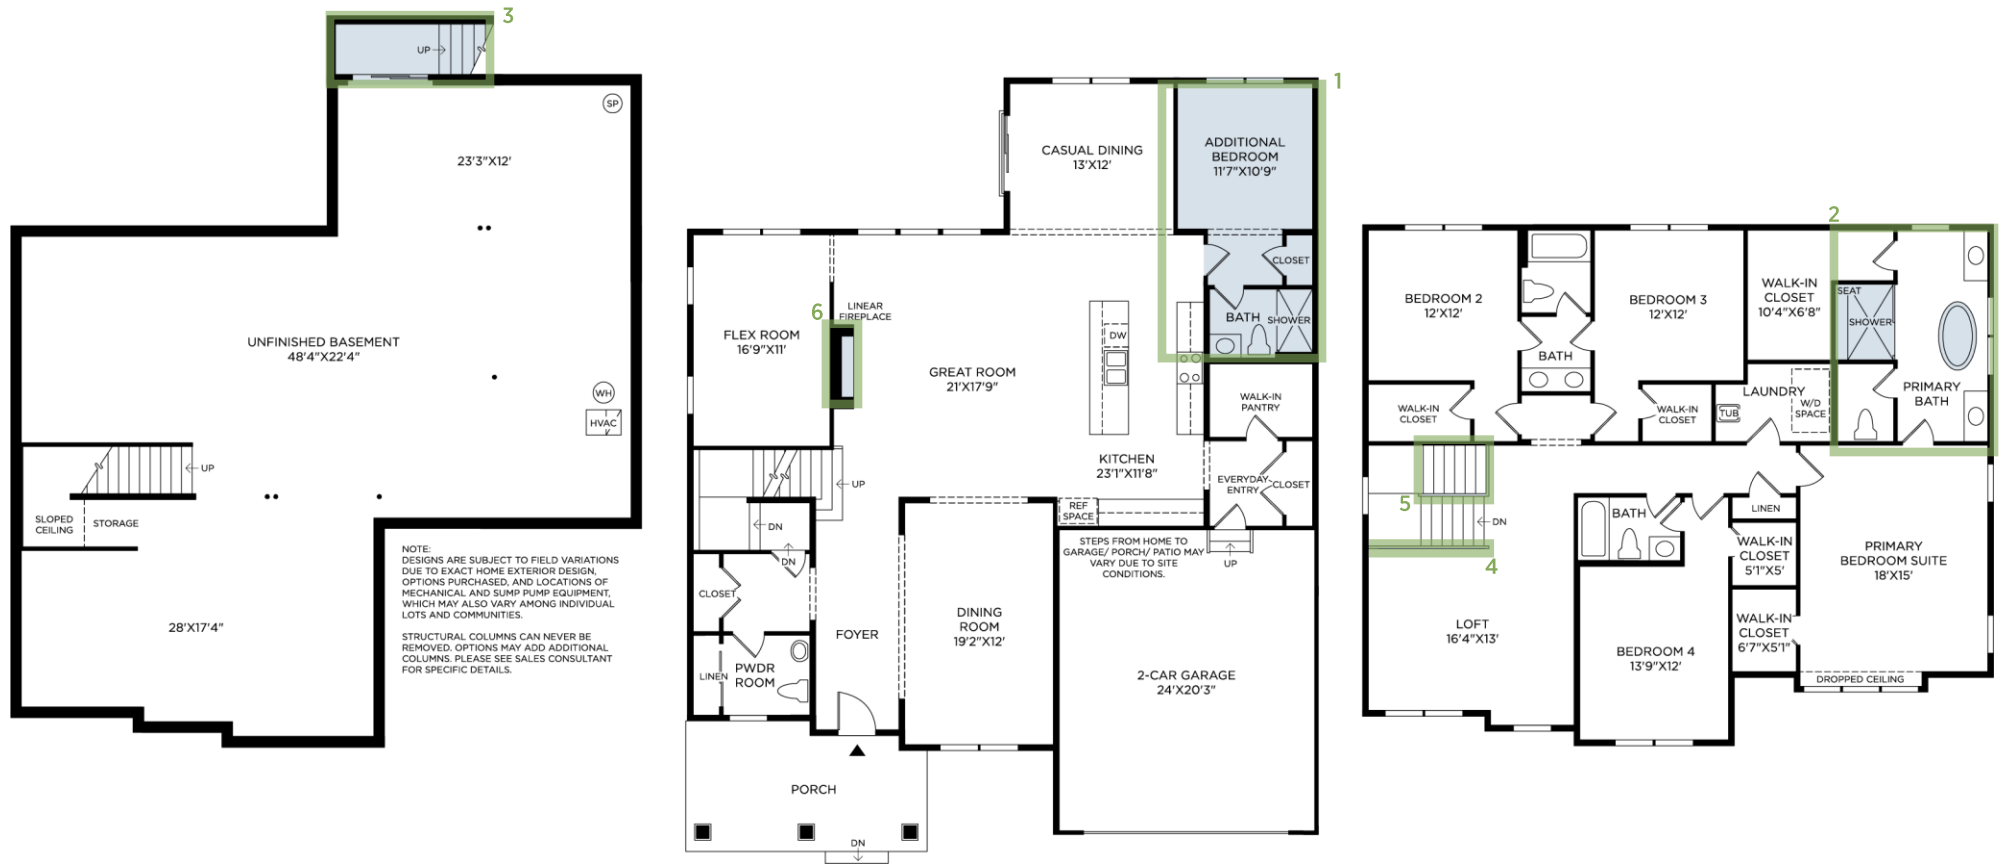 3
UP
SP
23'3"X12'
UNFINISHED BASEMENT
48'4"X22'4"
WH
HVAC
UP
SLOPED
CEILING
STORAGE
28'X17'4"
NOTE:
DESIGNS ARE SUBJECT TO FIELD VARIATIONS
DUE TO EXACT HOME EXTERIOR DESIGN,
OPTIONS PURCHASED, AND LOCATIONS OF
MECHANICAL AND SUMP PUMP EQUIPMENT,
WHICH MAY ALSO VARY AMONG INDIVIDUAL
LOTS AND COMMUNITIES.
STRUCTURAL COLUMNS CAN NEVER BE
REMOVED. OPTIONS MAY ADD ADDITIONAL
COLUMNS. PLEASE SEE SALES CONSULTANT
FOR SPECIFIC DETAILS.
1
CASUAL DINING
13'X12'
ADDITIONAL
BEDROOM
11'7"X10'9"
CLOSET
BATH
SHOWER
6
LINEAR
FIREPLACE
FLEX ROOM
16'9"X11'
DW
GREAT ROOM
21'X17'9"
WALK-IN
PANTRY
KITCHEN
23'1"X11'8"
EVERYDAY
ENTRY
CLOSET
UP
DN
REF
SPACE
STEPS FROM HOME TO
GARAGE/ PORCH/ PATIO MAY
VARY DUE TO SITE
CONDITIONS.
UP
DN
CLOSET
FOYER
DINING
ROOM
19'2"X12'
LINEN
PWDR
ROOM
2-CAR GARAGE
24'X20'3"
PORCH
DN
2
BEDROOM 2
12'X12'
BATH
BEDROOM 3
12'X12'
WALK-IN
CLOSET
10'4"X6'8"
SEAT
SHOWER
PRIMARY
BATH
WALK-IN
CLOSET
WALK-IN
CLOSET
LAUNDRY
TUB
W/D
SPACE
5
DN
4
BATH
LINEN
WALK-IN
CLOSET
5'1"X5'
PRIMARY
BEDROOM SUITE
18'X15'
LOFT
16'4"X13'
BEDROOM 4
13'9"X12'
WALK-IN
CLOSET
6'7"X5'1"
DROPPED CEILING